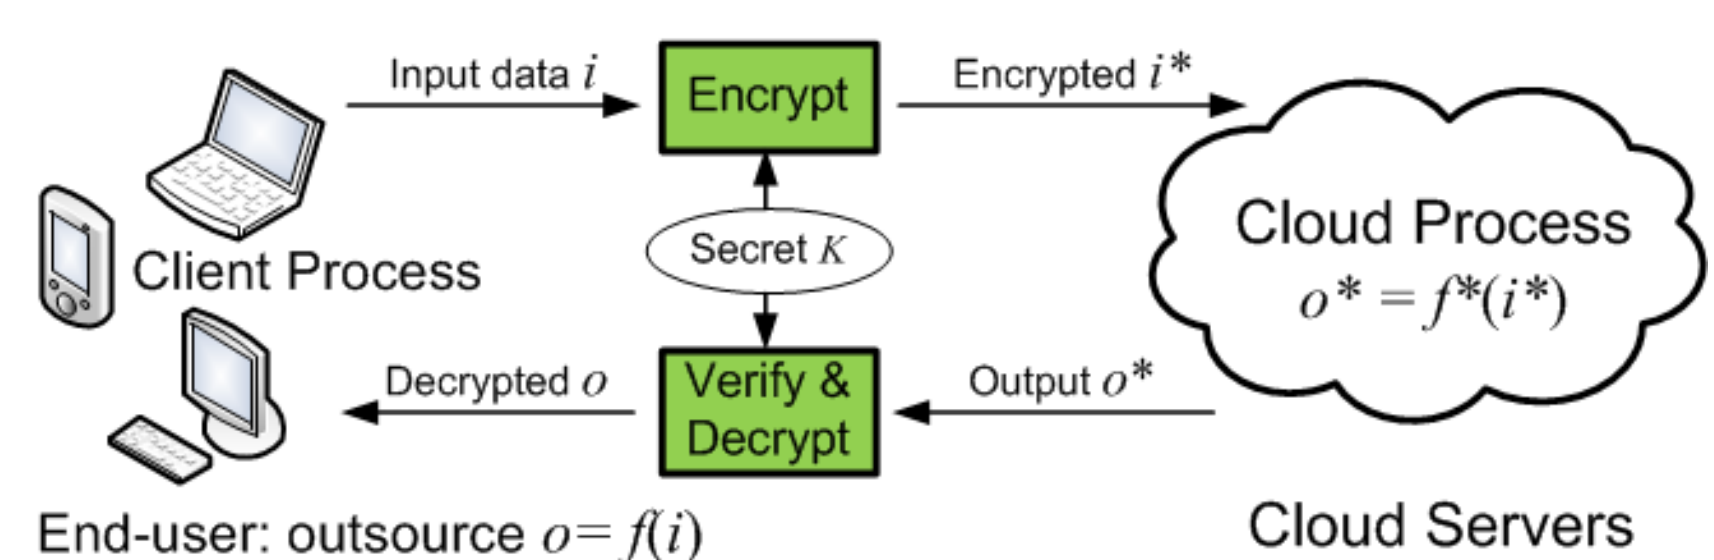 Input data i
Encrypt
Encrypted i*
Client Process
Secret K
Cloud Process
o* = f*(i*)
Decrypted o
Verify &
Decrypt
Output o*
End-user: outsource o= f(i)
Cloud Servers